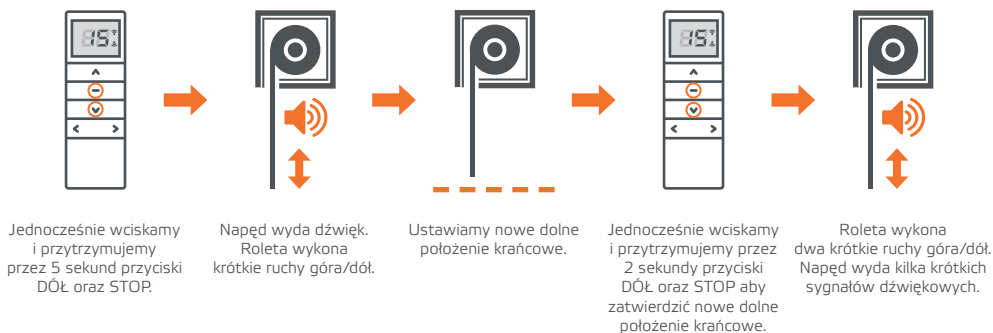 15
15
Jednocześnie wciskamy
i przytrzymujemy
przez 5 sekund przyciski
DÓŁ oraz STOP.
Napęd wyda dźwięk.
Roleta wykona
krótkie ruchy góra/dół.
Ustawiamy nowe dolne
położenie krańcowe.
Jednocześnie wciskamy
i przytrzymujemy przez
2 sekundy przyciski
DÓŁ oraz STOP aby
zatwierdzić nowe dolne
położenie krańcowe.
Roleta wykona
dwa krótkie ruchy góra/dół.
Napęd wyda kilka krótkich
sygnałów dźwiękowych.